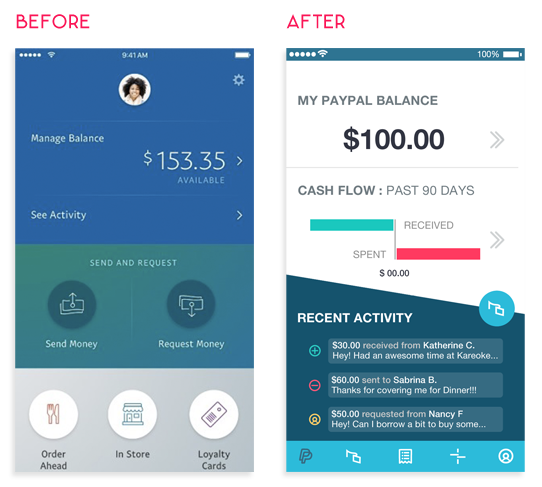 BEFORE
9:41 AM
Manage Balance
$153.35
AVAILABLE
See Activity
SEND AND REQUEST
Send Money
Request Money
Order
Ahead
In Store
Loyalty
Cards
AFTER
100%
MY PAYPAL BALANCE
$100.00
CASH FLOW : PAST 90 DAYS
RECEIVED
SPENT
$ 00.00
RECENT ACTIVITY
$30.00 received from Katherine C.
Hey! Had an awesome time at Kareoke...
$60.00 sent to Sabrina B.
Thanks for covering me for Dinner!!!
$50.00 requested from Nancy F
Hey! Can I borrow a bit to buy some...